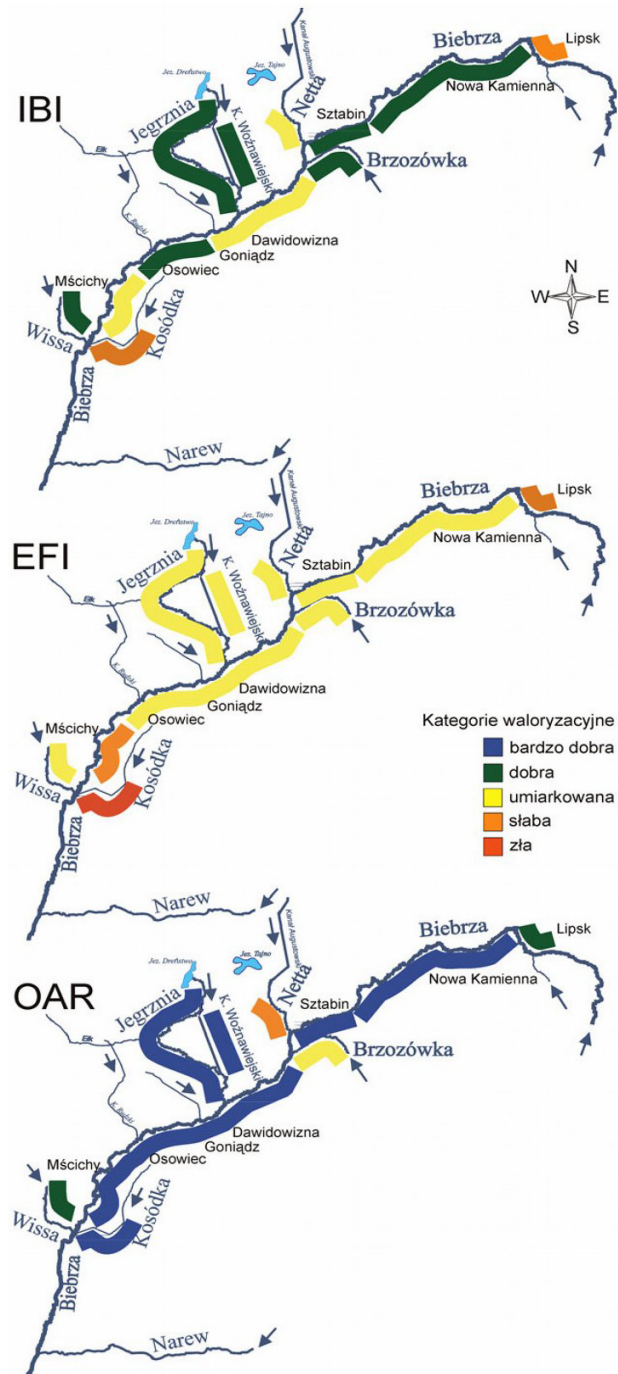 Kanał Augustowski
Biebrza
Lipsk
Jez. Tajno
Jez. Dreństwo
IBI
Netta
Nowa Kamienna
Jegrznia
K. Woźnawiejski
Sztabin
Brzozówka
Ełk
Dawidowizna
Goniądz
Osowiec
Mścichy
N
W E
S
Wissa
Kosódka
Biebrza
Narew
Kanał Augustowski
Biebrza
Lipsk
Jez. Tajno
Jez. Dreństwo
EFI
Netta
Nowa Kamienna
Jegrznia
K. Woźnawiejski
Sztabin
Brzozówka
Ełk
Dawidowizna
Goniądz
Osowiec
Mścichy
Kategorie waloryzacyjne
bardzo dobra
dobra
umiarkowana
słaba
zła
Wissa
Kosódka
Biebrza
Narew
Kanał Augustowski
Biebrza
Lipsk
Jez. Tajno
Jez. Dreństwo
OAR
Netta
Nowa Kamienna
Jegrznia
K. Woźnawiejski
Sztabin
Brzozówka
Ełk
Dawidowizna
Goniądz
Osowiec
Mścichy
Wissa
Kosódka
Biebrza
Narew